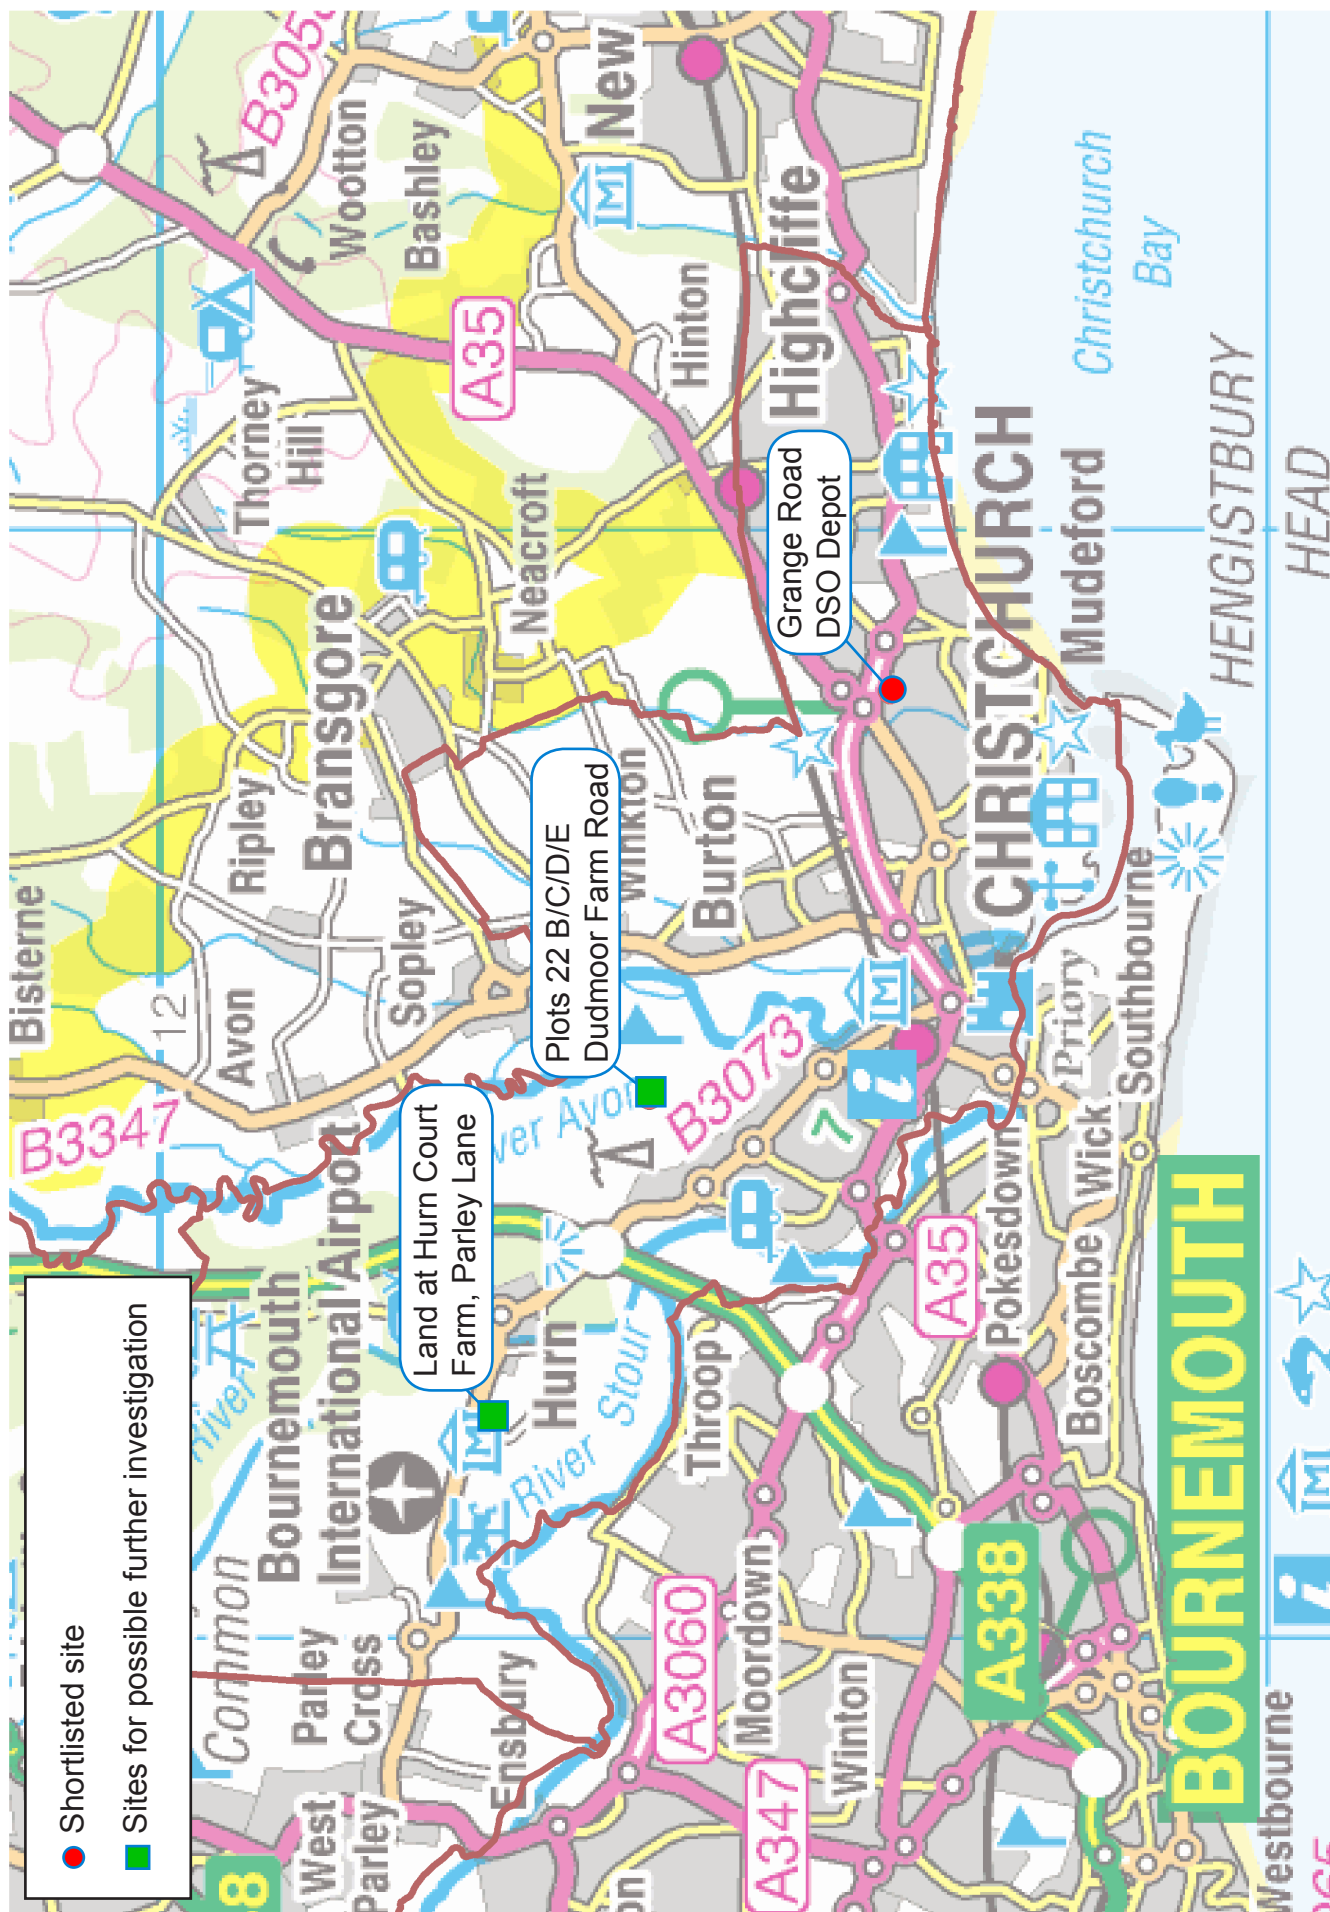 Shortlisted site
Sites for possible further investigation
Land at Hurn Court
Farm, Parley Lane
Plots 22 B/C/D/E
Dudmoor Farm Road
Grange Road
DSO Depot
B3347
Bisterne
12
Avon
Ripley
Sopley
Bransgore
Thorney
Hill
Neacroft
Wootton
Bashley
A35
Hinton
New
Highcliffe
Christchurch
Bay
Winkton
Burton
B3073
7
i
CHRISTCHURCH
Mudeford
HENGISTBURY
HEAD
Priory
Southbourne
Wick
Pokesdown
Boscombe
A35
Bournemouth
International Airport
River
Common
Parley
Cross
West
Parley
Ensbury
Hurn
River Stour
Throop
A3060
Moordown
Winton
A347
A338
BOURNEMOUTH
Westbourne
i